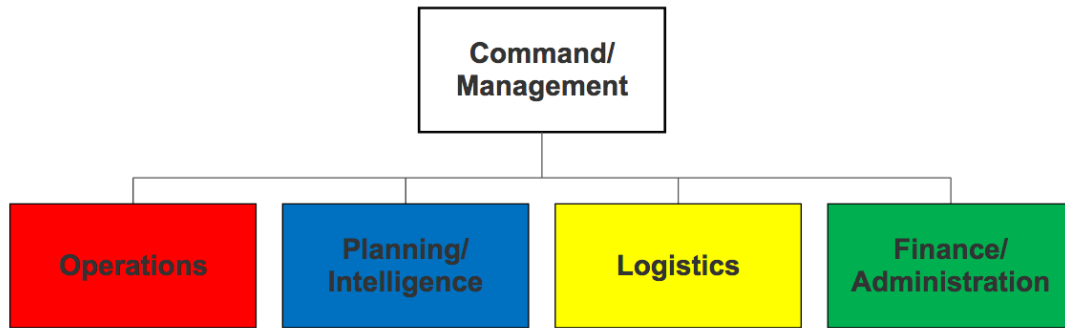 Command/
Management
Operations
Planning/
Intelligence
Logistics
Finance/
Administration